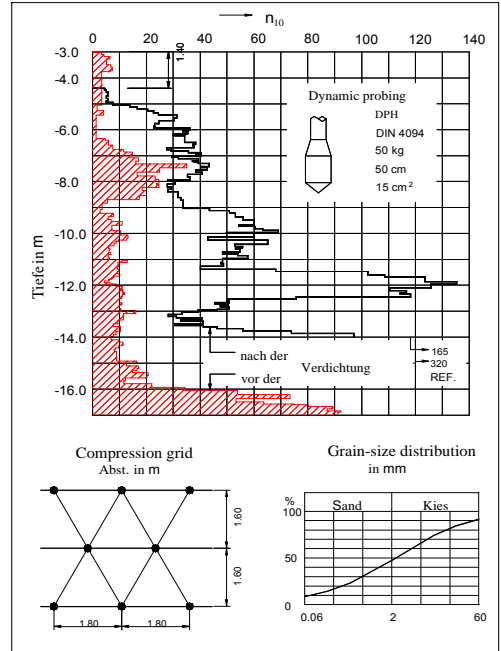 n10
0 20 40 60 80 100 120 140
-3.0
1.40
-4.0
-6.0
-8.0
-10.0
-12.0
-14.0
-16.0
Tiefe in m
Dynamic probing
DPH
DIN 4094
50 kg
50 cm
15 cm²
nach der
Verdichtung
vor der
165
320
REF.
Compression grid
Abst. in m
1.60
1.60
1.80 1.80
Grain-size distribution
in mm
%
100
50
0
Sand Kies
0.06 2 60